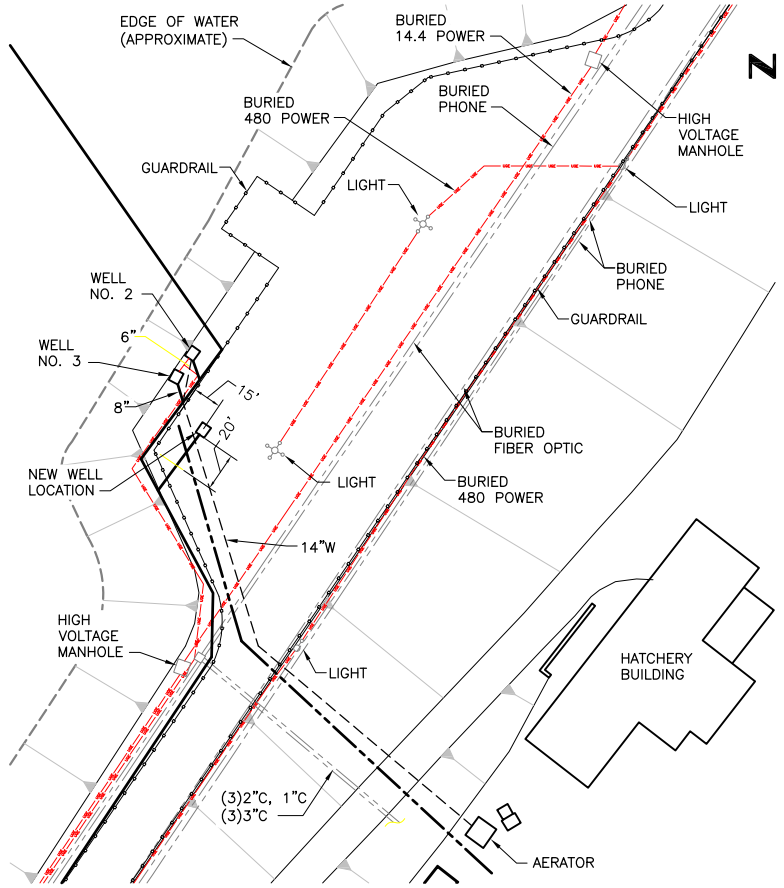 EDGE OF WATER
(APPROXIMATE)
BURIED
14.4 POWER
N
BURIED
480 POWER
BURIED
PHONE
HIGH
VOLTAGE
MANHOLE
GUARDRAIL
LIGHT
LIGHT
WELL
NO. 2
BURIED
PHONE
GUARDRAIL
WELL
NO. 3
6"
8"
15'
20'
BURIED
FIBER OPTIC
NEW WELL
LOCATION
LIGHT
BURIED
480 POWER
14"W
HIGH
VOLTAGE
MANHOLE
LIGHT
HATCHERY
BUILDING
(3)2"C, 1"C
(3)3"C
AERATOR